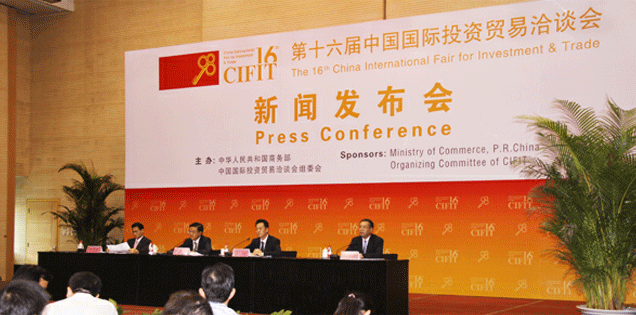 第十六届中国国际投资贸易洽谈会
The 16th China International Fair for Investment & Trade
16
CIFIT
新闻发布会
Press Conference
主 办：中华人民共和国商务部
中国国际投资贸易洽谈会组委会
Sponsors: Ministry of Commerce, P.R.China
Organizing Committee of CIFIT